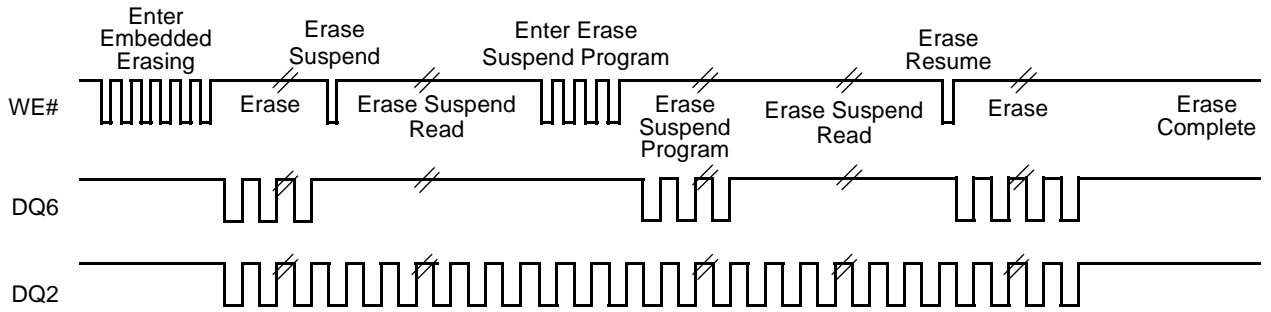 Enter
Embedded
Erasing
Erase
Suspend
Enter Erase
Suspend Program
Erase
Resume
WE#
Erase
Erase Suspend
Read
Erase
Suspend
Program
Erase Suspend
Read
Erase
Erase
Complete
DQ6
DQ2